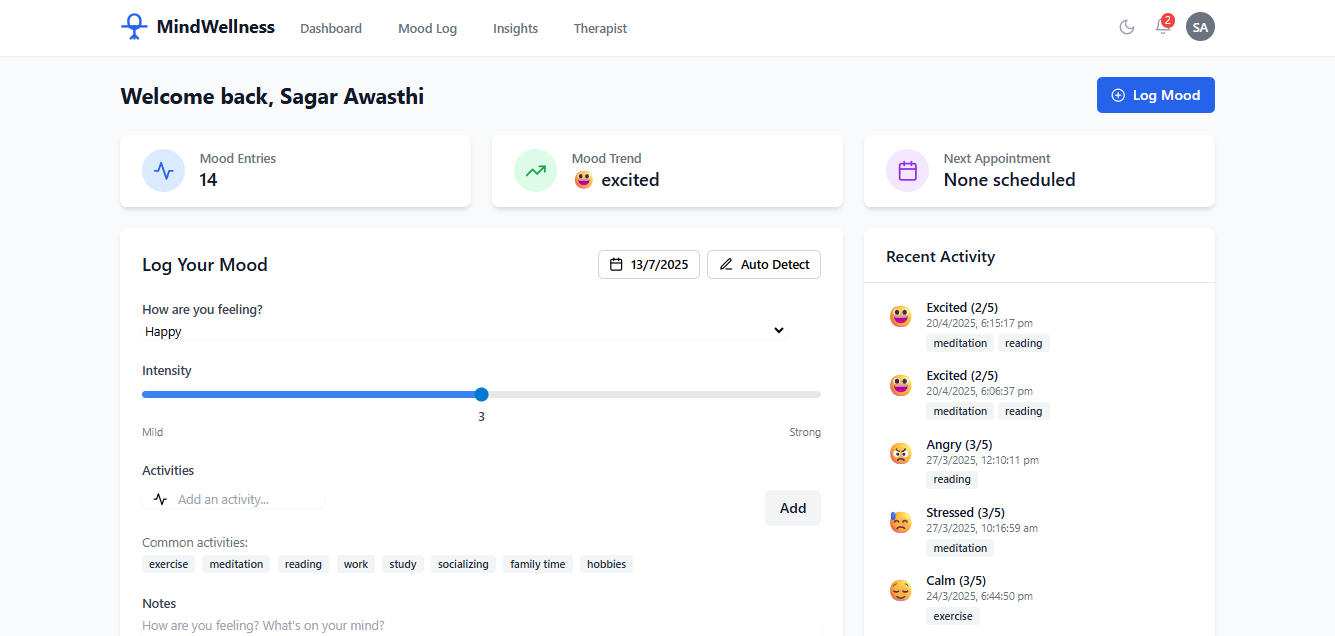 MindWellness Dashboard Mood Log Insights Therapist 2 SA
Welcome back, Sagar Awasthi
Log Mood
Mood Entries
14
Mood Trend
excited
Next Appointment
None scheduled
Log Your Mood
13/7/2025
Auto Detect
How are you feeling?
Happy
Intensity
3
Mild
Strong
Activities
Add an activity...
Add
Common activities:
exercise meditation reading work study socializing family time hobbies
Notes
How are you feeling? What's on your mind?
Recent Activity
Excited (2/5)
20/4/2025, 6:15:17 pm
meditation reading
Excited (2/5)
20/4/2025, 6:06:37 pm
meditation reading
Angry (3/5)
27/3/2025, 12:10:11 pm
reading
Stressed (3/5)
27/3/2025, 10:16:59 am
meditation
Calm (3/5)
24/3/2025, 6:44:50 pm
exercise